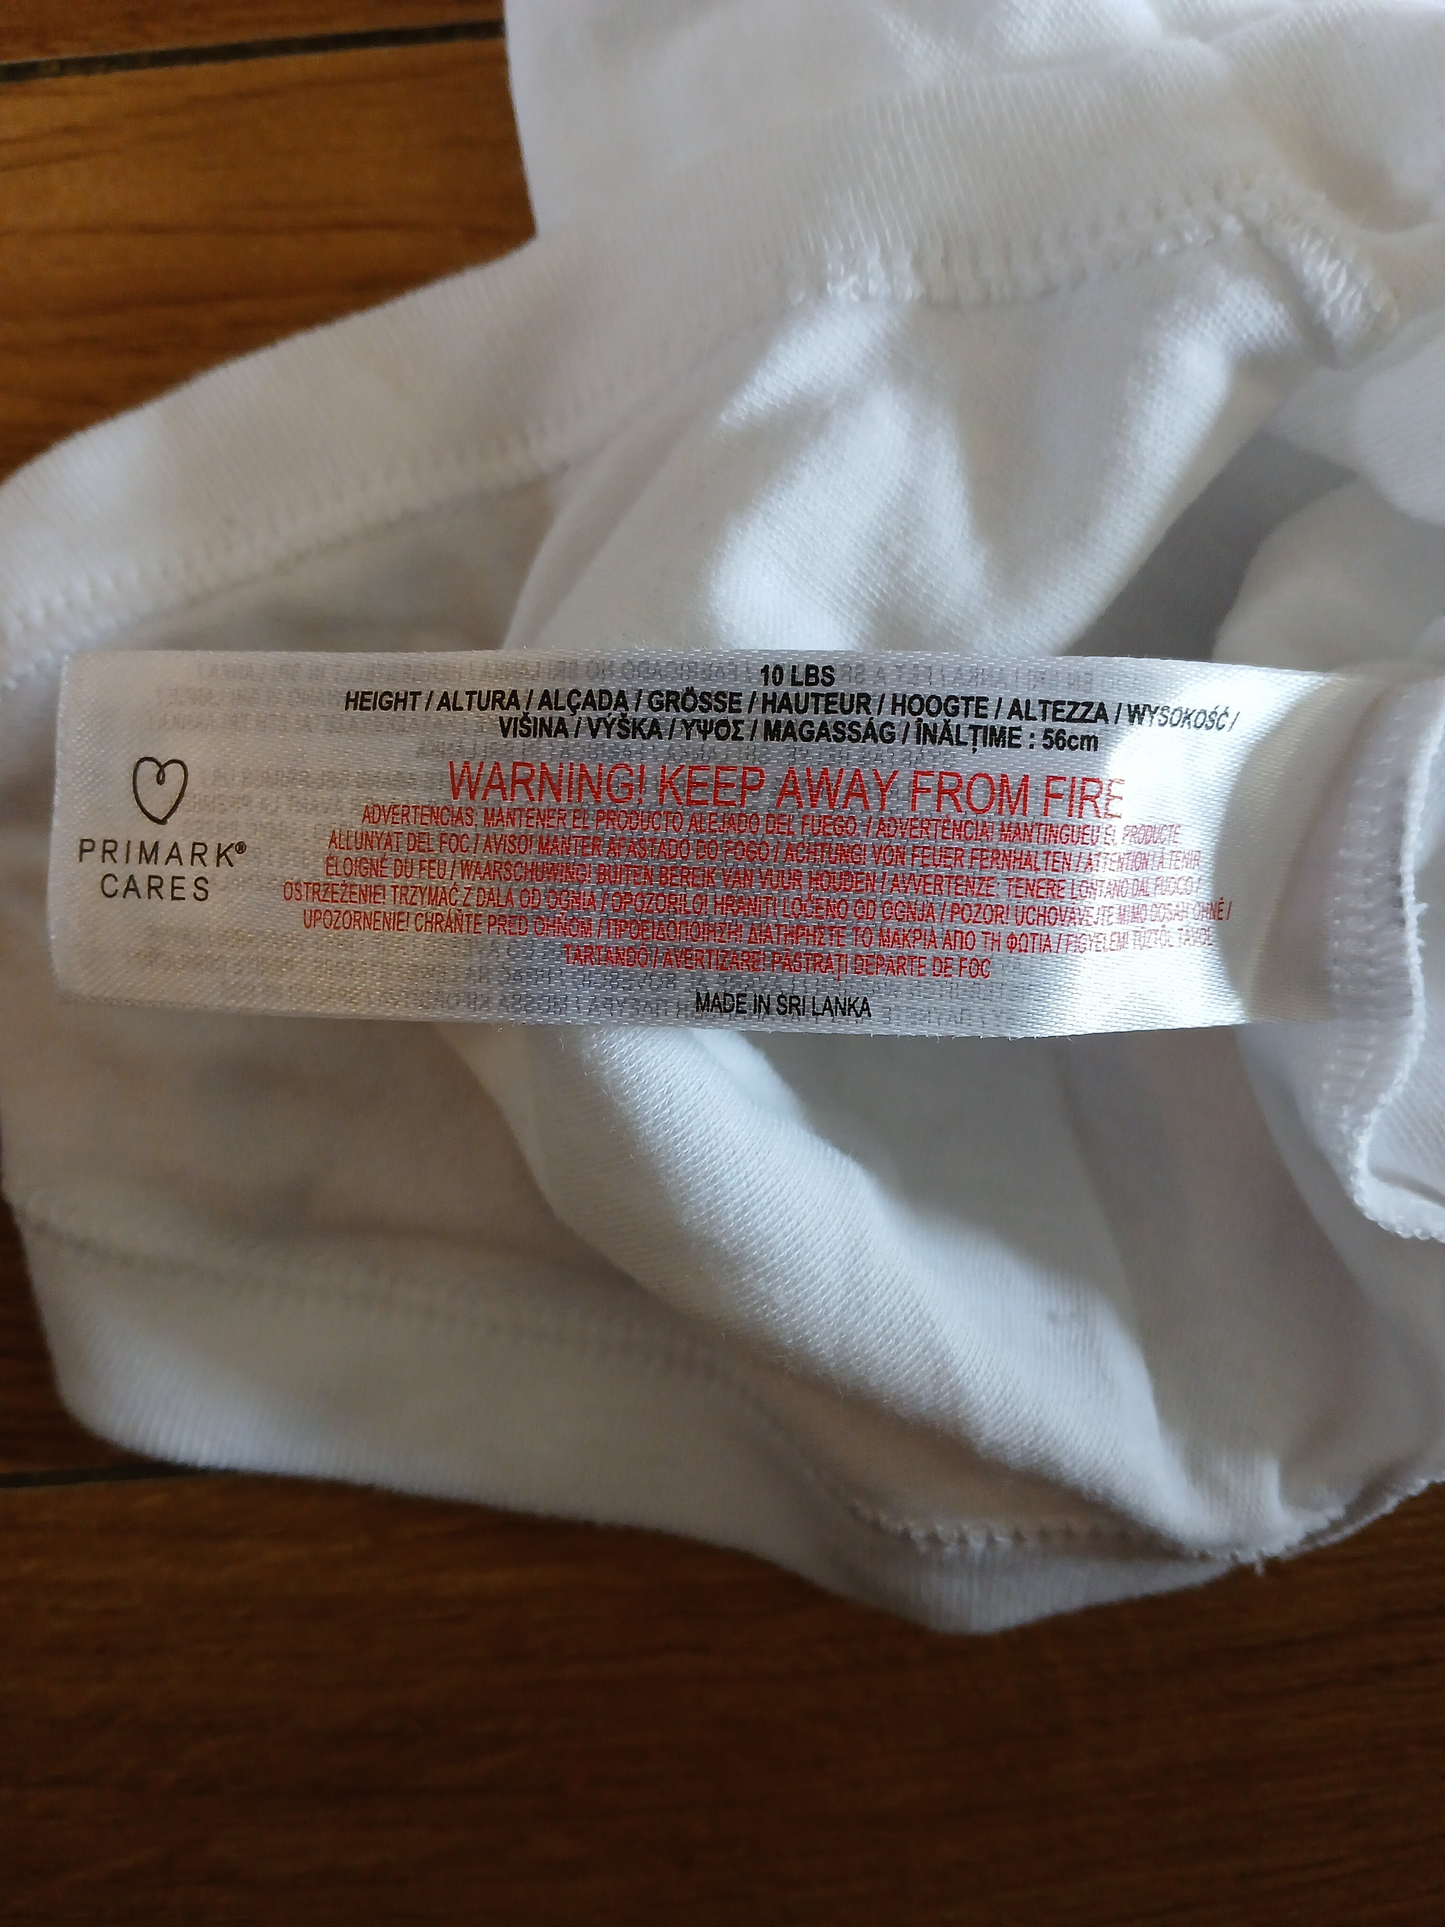 10 LBS
HEIGHT / ALTURA / ALÇADA / GRÖSSE / HAUTEUR / HOOGTE / ALTEZZA / WYSOKOŚĆ /
VIŠINA / VÝŠKA / ΥΨΟΣ / MAGASSÁG / ÎNĂLȚIME : 56cm
WARNING! KEEP AWAY FROM FIRE
ADVERTENCIAS: MANTENER EL PRODUCTO ALEJADO DEL FUEGO. / ADVERTÈNCIA! MANTINGUEU EL PRODUCTE
ALLUNYAT DEL FOC / AVISO! MANTER AFASTADO DO FOGO / ACHTUNG! VON FEUER FERNHALTEN / ATTENTION! À TENIR
ÉLOIGNÉ DU FEU / WAARSCHUWING! BUITEN BEREIK VAN VUUR HOUDEN / AVVERTENZE: TENERE LONTANO DAL FUOCO /
OSTRZEŻENIE! TRZYMAĆ Z DALA OD OGNIA / OPOZORILO! HRANITI LOČENO OD OGNJA / POZOR! UCHOVÁVEJTE MIMO DOSAH OHNĚ /
UPOZORNENIE! CHRÁŇTE PRED OHŇOM / ΠΡΟΕΙΔΟΠΟΙΗΣΗ! ΔΙΑΤΗΡΗΣΤΕ ΤΟ ΜΑΚΡΙΑ ΑΠΟ ΤΗ ΦΩΤΙΑ / FIGYELEM! TŰZTŐL TÁVOL
TARTANDÓ / AVERTIZARE! PĂSTRAȚI DEPARTE DE FOC
MADE IN SRI LANKA
PRIMARK®
CARES